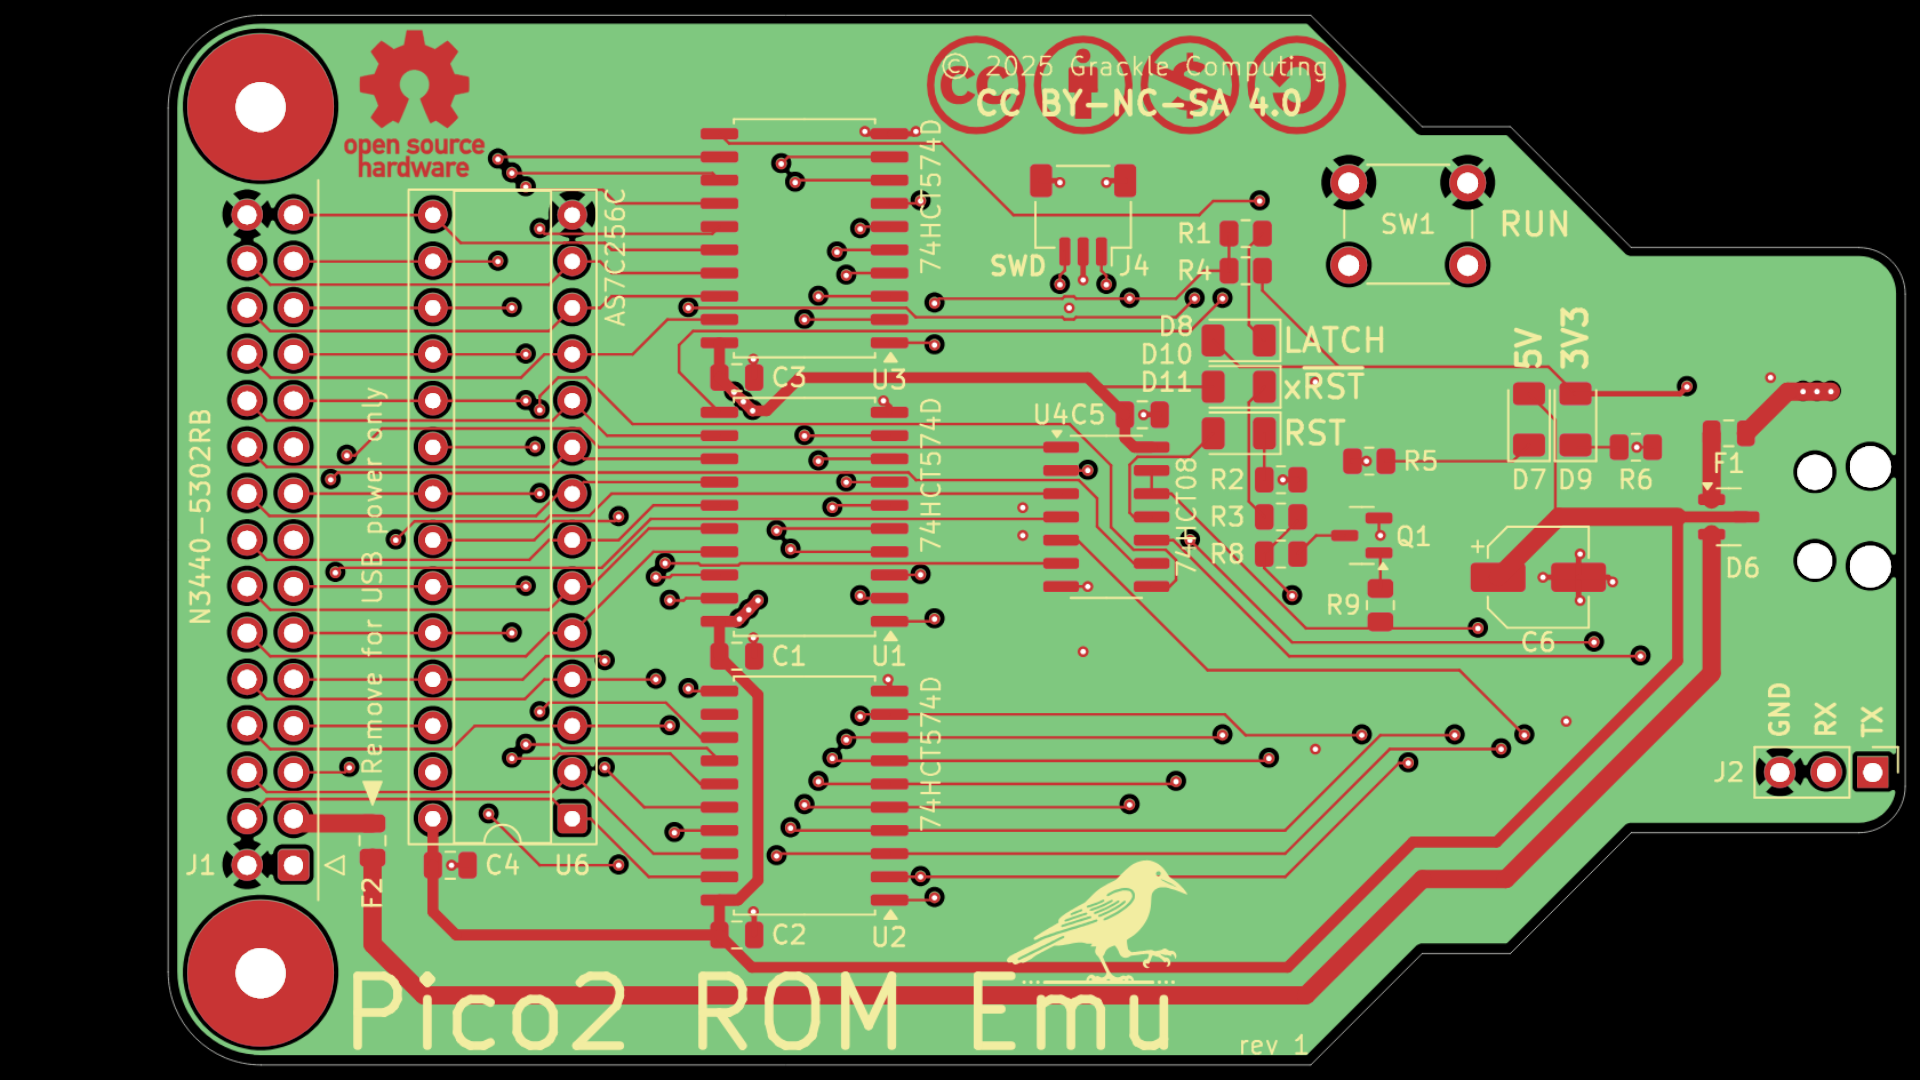 open source
hardware
© 2025 Grackle Computing
CC BY-NC-SA 4.0
cc
74HCT574D
AS7C256C
SWD
J4
R1
R4
SW1
RUN
D8
D10
D11
LATCH
xRST
RST
5V
3V3
C3
U3
U4
C5
N3440-5302RB
Remove for USB power only
74HCT574D
74HCT08
R2
R3
R8
R5
D7
D9
R6
F1
Q1
+
D6
R9
C6
C1
U1
74HCT574D
GND
RX
TX
J2
J1
F2
C4
U6
C2
U2
Pico2 ROM Emu
rev 1